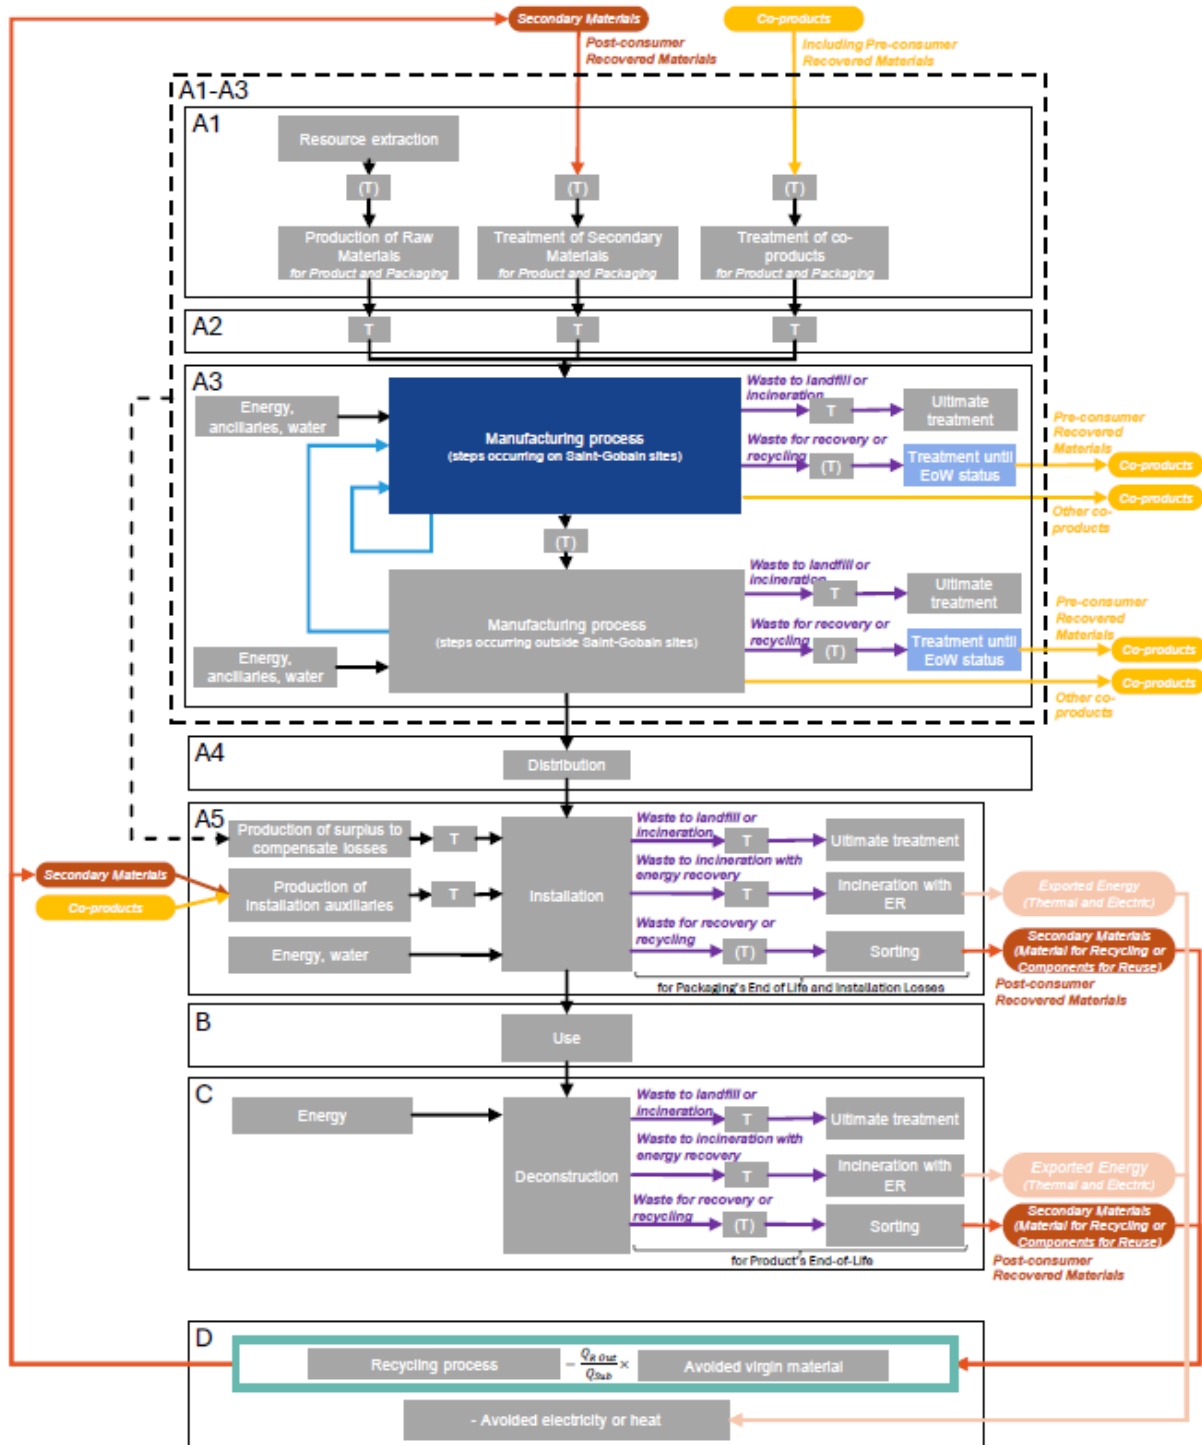 Secondary Materials
Co-products
Post-consumer
Recovered Materials
Including Pre-consumer
Recovered Materials
A1-A3
A1
Resource extraction
(T)
(T)
(T)
Production of Raw
Materials
for Product and Packaging
Treatment of Secondary
Materials
for Product and Packaging
Treatment of co-
products
for Product and Packaging
A2
T
T
T
A3
Energy,
ancillaries, water
Manufacturing process
(steps occurring on Saint-Gobain sites)
Waste to landfill or
incineration
T
Ultimate
treatment
Waste for recovery or
recycling
(T)
Treatment until
EoW status
Pre-consumer
Recovered
Materials
Co-products
Co-products
Other co-
products
(T)
Manufacturing process
(steps occurring outside Saint-Gobain sites)
Energy,
ancillaries, water
Waste to landfill or
incineration
T
Ultimate
treatment
Waste for recovery or
recycling
(T)
Treatment until
EoW status
Pre-consumer
Recovered
Materials
Co-products
Co-products
Other co-
products
A4
Distribution
A5
Production of surplus to
compensate losses
T
Secondary Materials
Co-products
Production of
Installation auxiliaries
T
Energy, water
Installation
Waste to landfill or
incineration
T
Ultimate treatment
Waste to incineration with
energy recovery
T
Incineration with
ER
Exported Energy
(Thermal and Electric)
Waste for recovery or
recycling
(T)
Sorting
Secondary Materials
(Material for Recycling or
Components for Reuse)
Post-consumer
Recovered Materials
for Packaging's End of Life and Installation Losses
B
Use
C
Energy
Deconstruction
Waste to landfill or
incineration
T
Ultimate treatment
Waste to incineration with
energy recovery
T
Incineration with
ER
Exported Energy
(Thermal and Electric)
Waste for recovery or
recycling
(T)
Sorting
Secondary Materials
(Material for Recycling or
Components for Reuse)
Post-consumer
Recovered Materials
for Product's End-of-Life
D
Recycling process
− Q_{R Out}/Q_{Sub} ×
Avoided virgin material
- Avoided electricity or heat